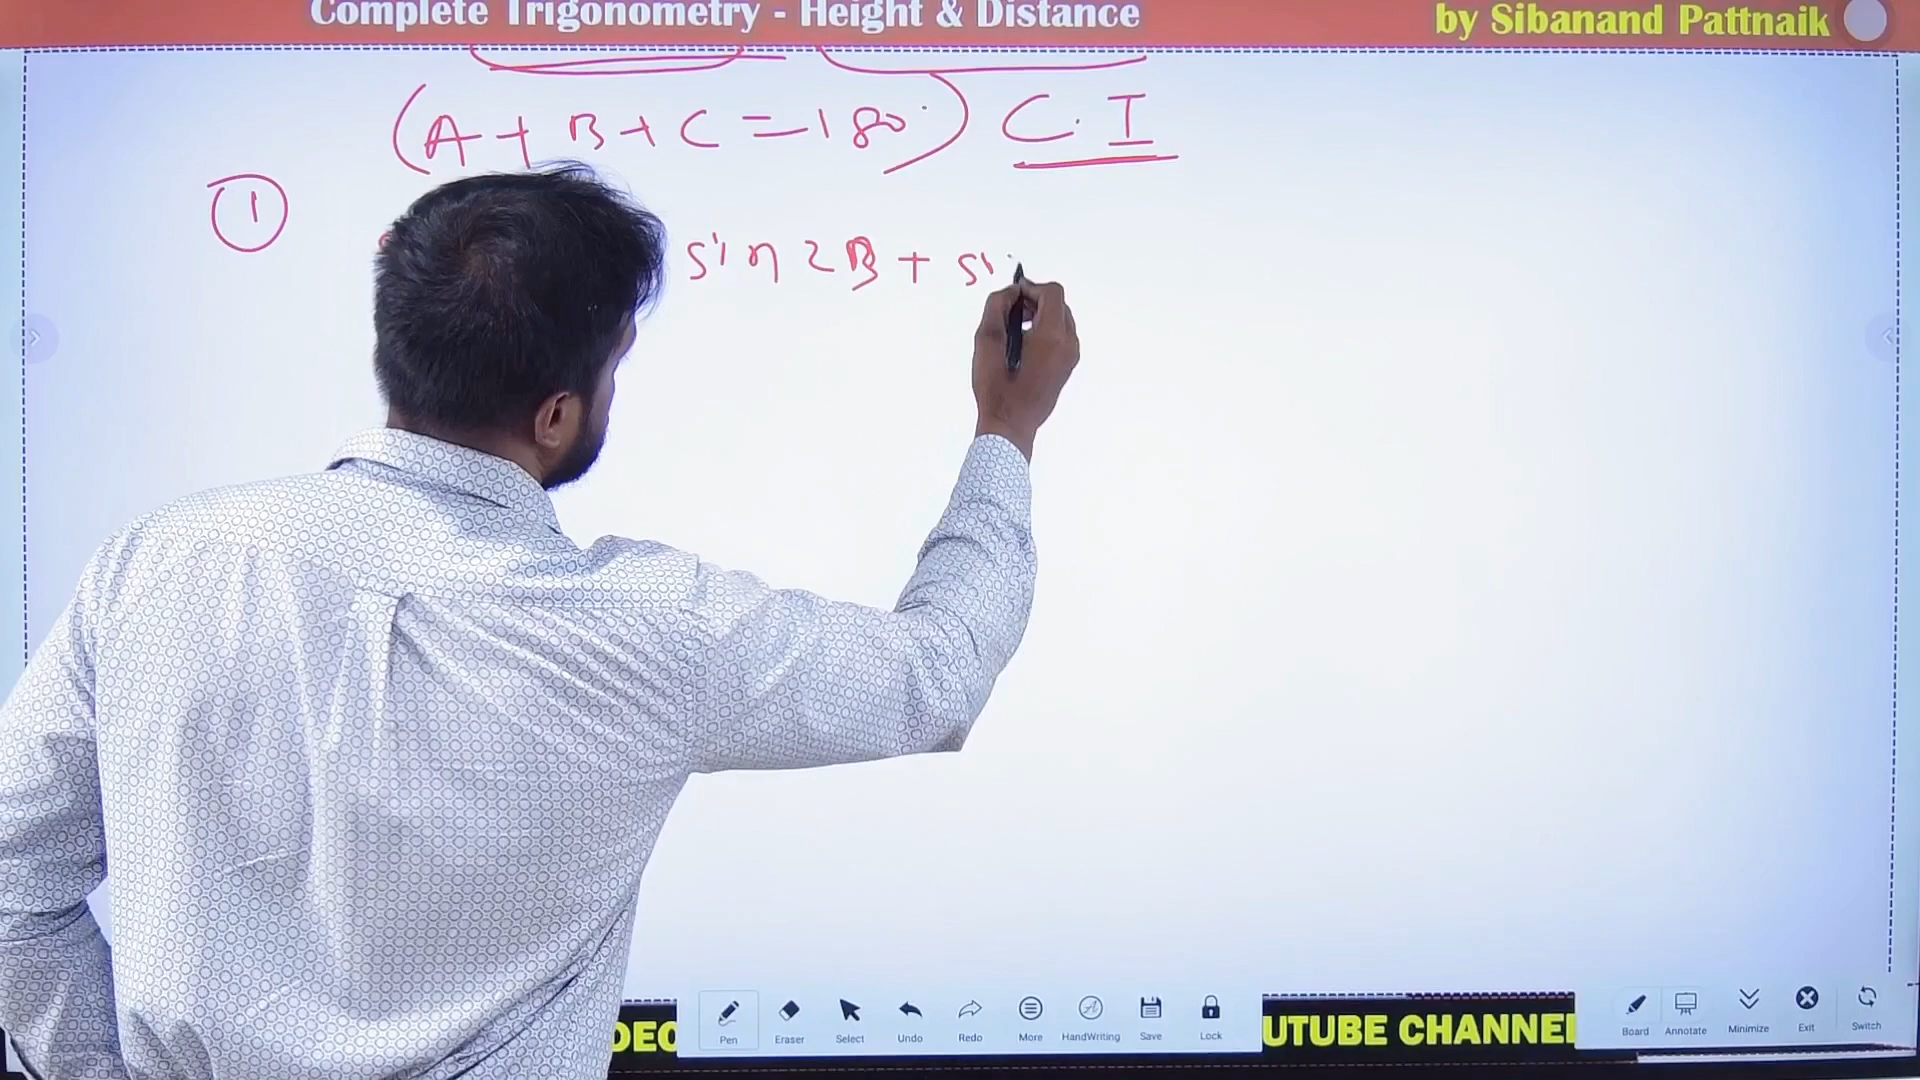 Complete Trigonometry - Height & Distance
by Sibanand Pattnaik
(A + B + C = 180°) C.I
1
sin 2B + si
UTUBE CHANNEL
Pen
Eraser
Select
Undo
Redo
More
HandWriting
Save
Lock
Board
Annotate
Minimize
Exit
Switch